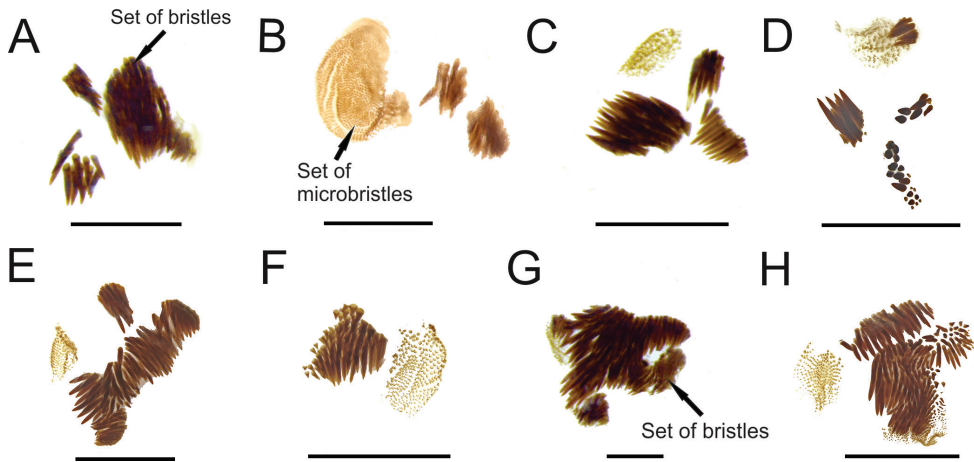 A
Set of bristles
B
Set of
microbristles
C
D
E
F
G
Set of bristles
H